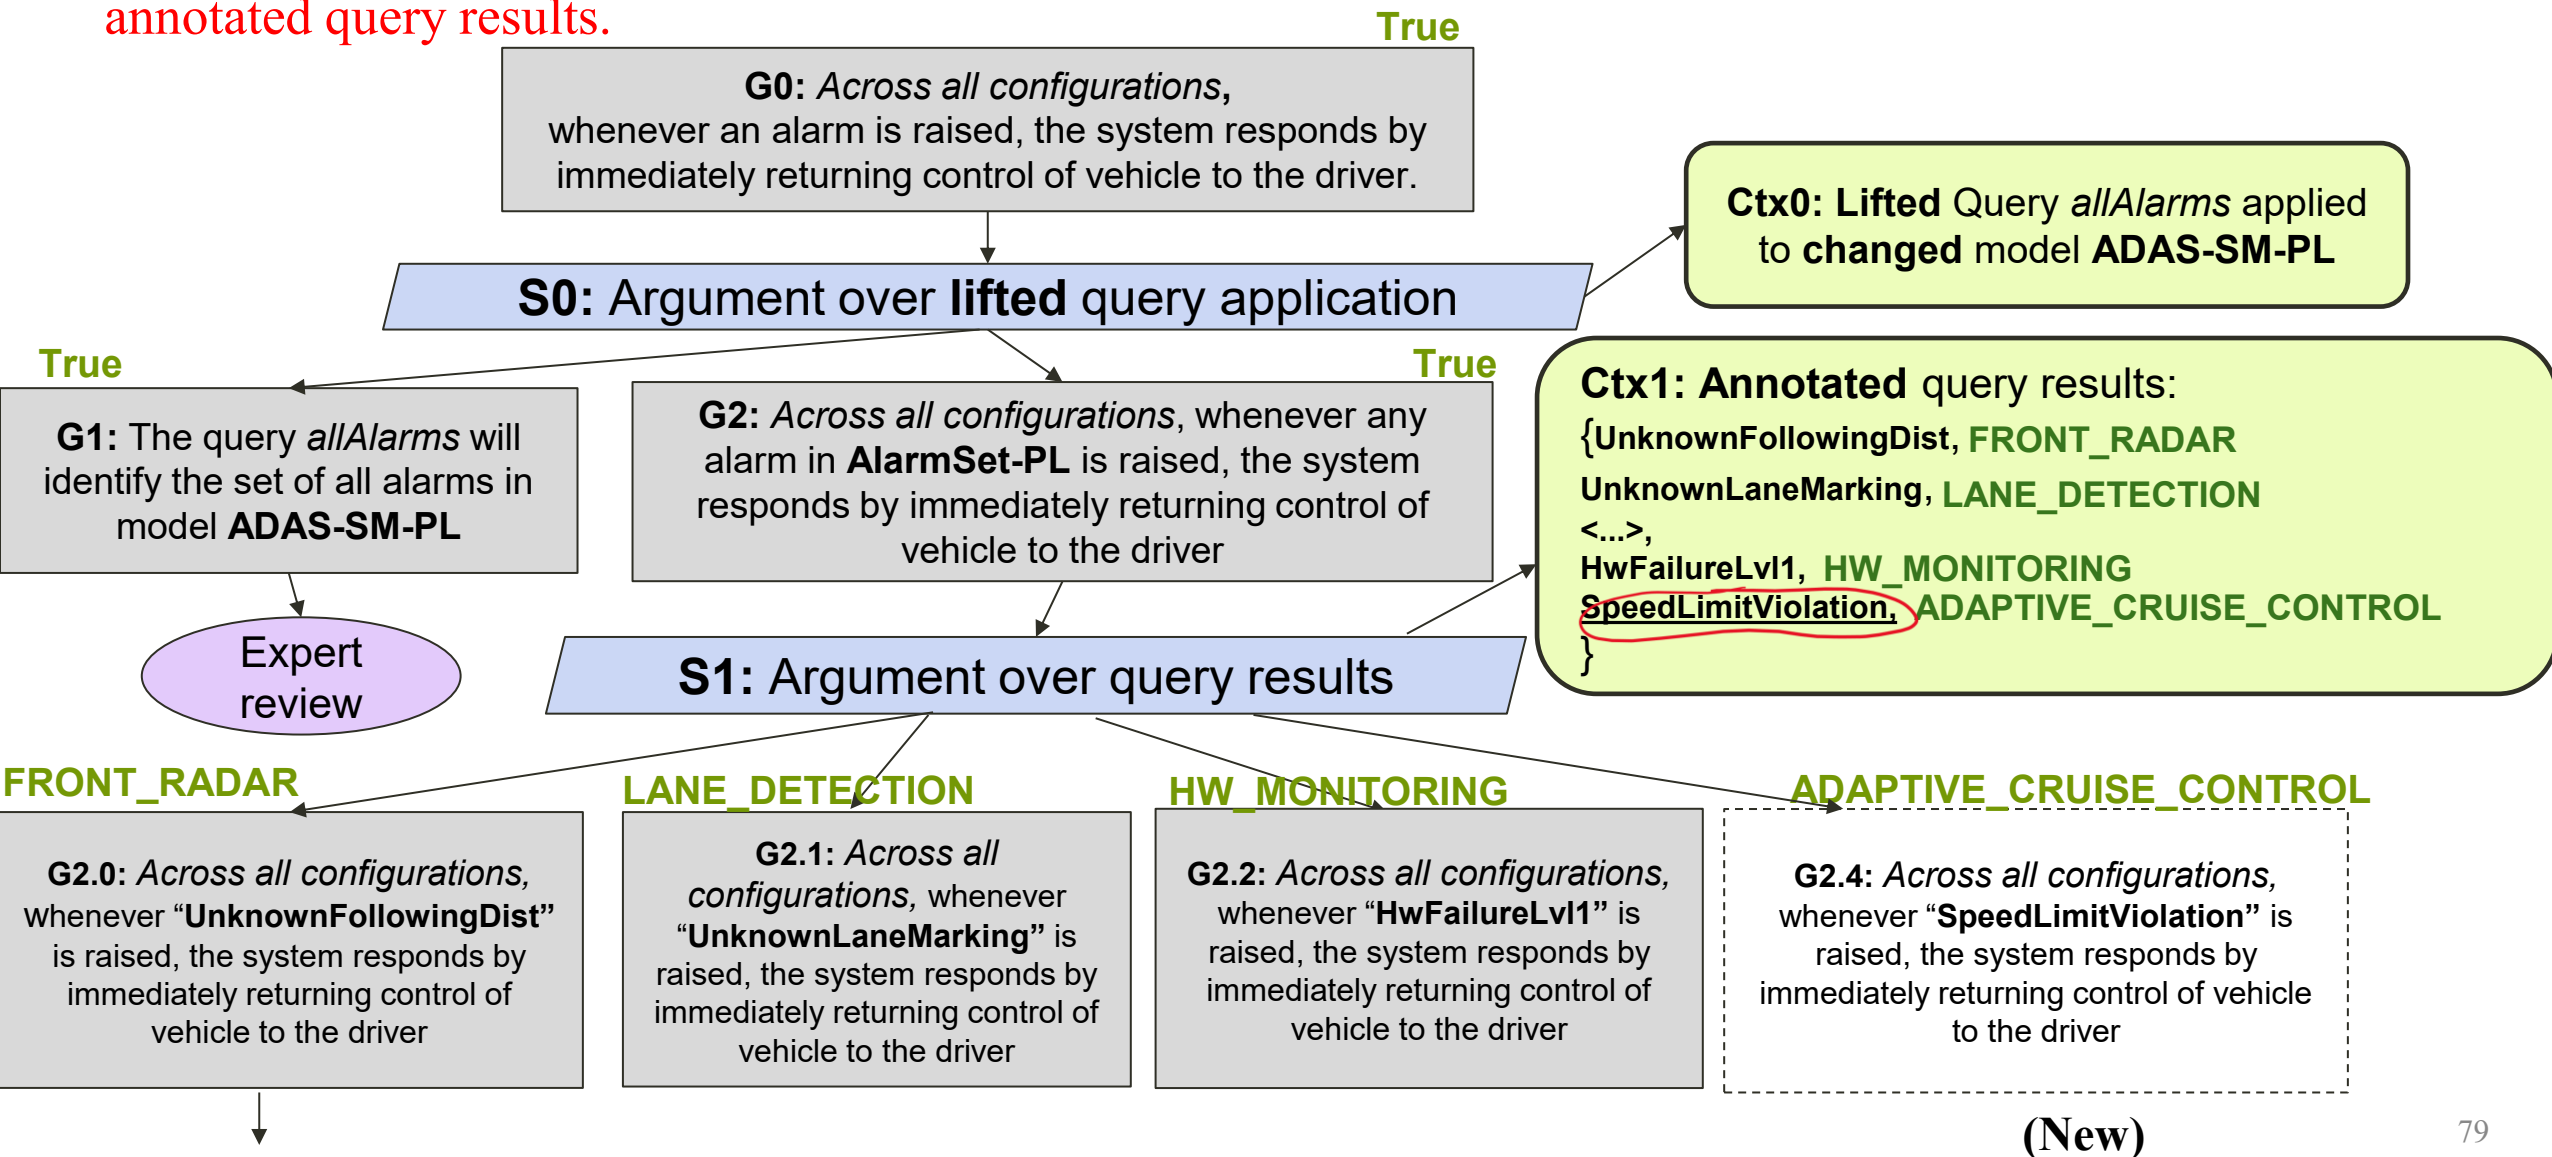 annotated query results.
True
G0: Across all configurations,
whenever an alarm is raised, the system responds by
immediately returning control of vehicle to the driver.
Ctx0: Lifted Query allAlarms applied
to changed model ADAS-SM-PL
S0: Argument over lifted query application
True
G1: The query allAlarms will
identify the set of all alarms in
model ADAS-SM-PL
True
G2: Across all configurations, whenever any
alarm in AlarmSet-PL is raised, the system
responds by immediately returning control of
vehicle to the driver
Ctx1: Annotated query results:
{UnknownFollowingDist, FRONT_RADAR
UnknownLaneMarking, LANE_DETECTION
<...>,
HwFailureLvl1, HW_MONITORING
SpeedLimitViolation, ADAPTIVE_CRUISE_CONTROL
}
Expert
review
S1: Argument over query results
FRONT_RADAR
G2.0: Across all configurations,
whenever “UnknownFollowingDist”
is raised, the system responds by
immediately returning control of
vehicle to the driver
LANE_DETECTION
G2.1: Across all
configurations, whenever
“UnknownLaneMarking” is
raised, the system responds by
immediately returning control of
vehicle to the driver
HW_MONITORING
G2.2: Across all configurations,
whenever “HwFailureLvl1” is
raised, the system responds by
immediately returning control of
vehicle to the driver
ADAPTIVE_CRUISE_CONTROL
G2.4: Across all configurations,
whenever “SpeedLimitViolation” is
raised, the system responds by
immediately returning control of vehicle
to the driver
(New)
79